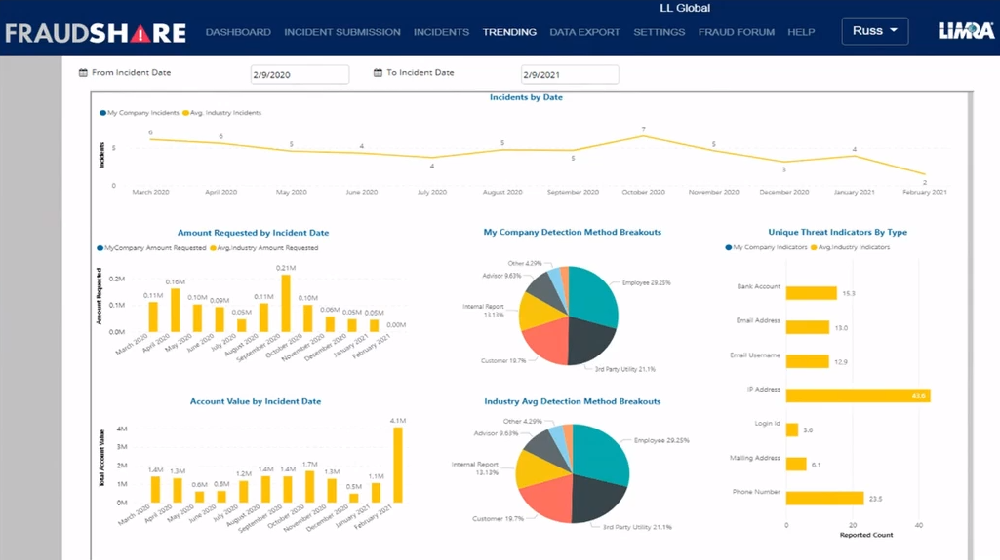 LL Global
FRAUDSHARE
DASHBOARD INCIDENT SUBMISSION INCIDENTS TRENDING DATA EXPORT SETTINGS FRAUD FORUM HELP
Russ
LIMRA
From Incident Date 2/9/2020 To Incident Date 2/9/2021
Incidents by Date
My Company Incidents Avg. Industry Incidents
Incidents
5
0
6 6 5 4 4 5 5 7 5 3 4 2
March 2020 April 2020 May 2020 June 2020 July 2020 August 2020 September 2020 October 2020 November 2020 December 2020 January 2021 February 2021
Amount Requested by Incident Date
MyCompany Amount Requested Avg.Industry Amount Requested
Amount Requested
0.2M
0.1M
0.0M
0.11M 0.16M 0.10M 0.09M 0.05M 0.11M 0.21M 0.10M 0.06M 0.05M 0.05M 0.00M
March 2020 April 2020 May 2020 June 2020 July 2020 August 2020 September 2020 October 2020 November 2020 December 2020 January 2021 February 2021
My Company Detection Method Breakouts
Other 4.29%
Advisor 9.63%
Internal Report
13.13%
Customer 19.7%
Employee 29.25%
3rd Party Utility 21.1%
Unique Threat Indicators By Type
My Company Indicators Avg.Industry Indicators
Bank Account 15.3
Email Address 13.0
Email Username 12.9
IP Address 43.6
Login Id 3.6
Mailing Address 6.1
Phone Number 23.5
0 20 40
Reported Count
Account Value by Incident Date
Total Account Value
4M
3M
2M
1M
0M
1.4M 1.3M 0.6M 0.6M 1.2M 1.4M 1.4M 1.7M 1.3M 0.5M 1.1M 4.1M
March 2020 April 2020 May 2020 June 2020 July 2020 August 2020 September 2020 October 2020 November 2020 December 2020 January 2021 February 2021
Industry Avg Detection Method Breakouts
Other 4.29%
Advisor 9.63%
Internal Report
13.13%
Customer 19.7%
Employee 29.25%
3rd Party Utility 21.1%